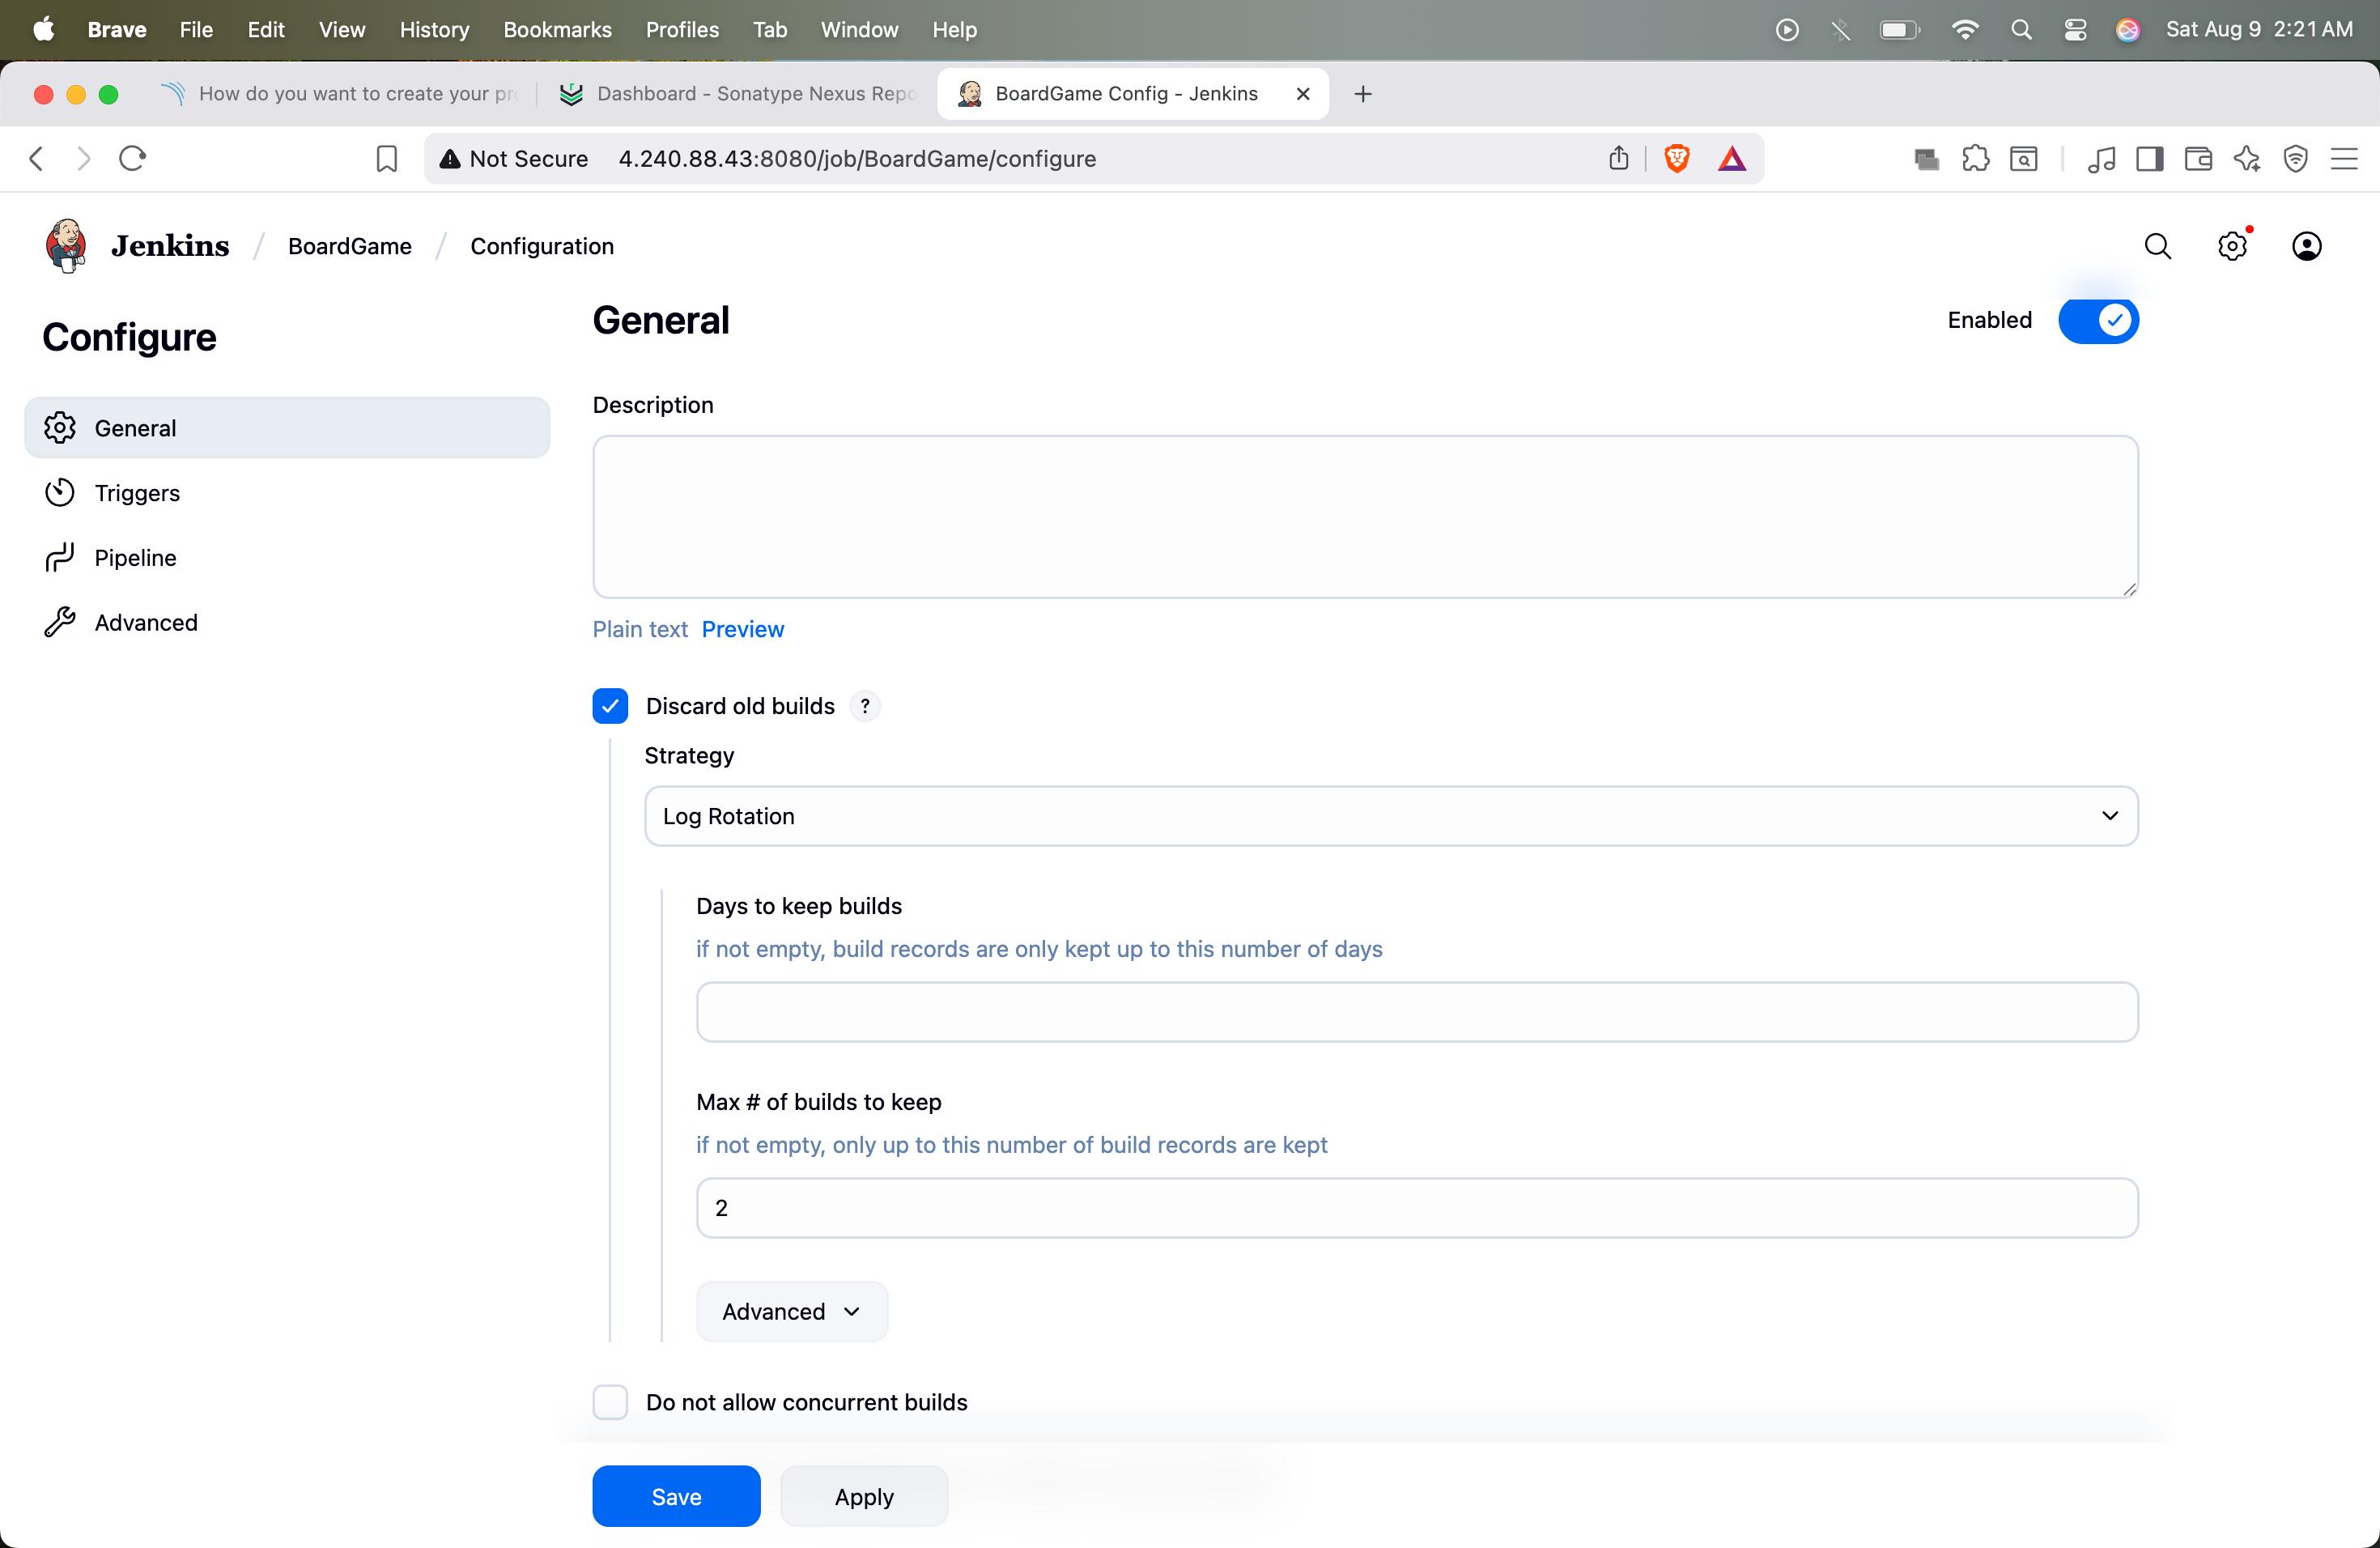 Brave File Edit View History Bookmarks Profiles Tab Window Help Sat Aug 9 2:21 AM
How do you want to create your pr Dashboard - Sonatype Nexus Repo BoardGame Config - Jenkins
Not Secure 4.240.88.43:8080/job/BoardGame/configure
Jenkins / BoardGame / Configuration
Configure
General
Triggers
Pipeline
Advanced
General
Enabled
Description
Plain text Preview
Discard old builds ?
Strategy
Log Rotation
Days to keep builds
if not empty, build records are only kept up to this number of days
Max # of builds to keep
if not empty, only up to this number of build records are kept
2
Advanced
Do not allow concurrent builds
Save Apply